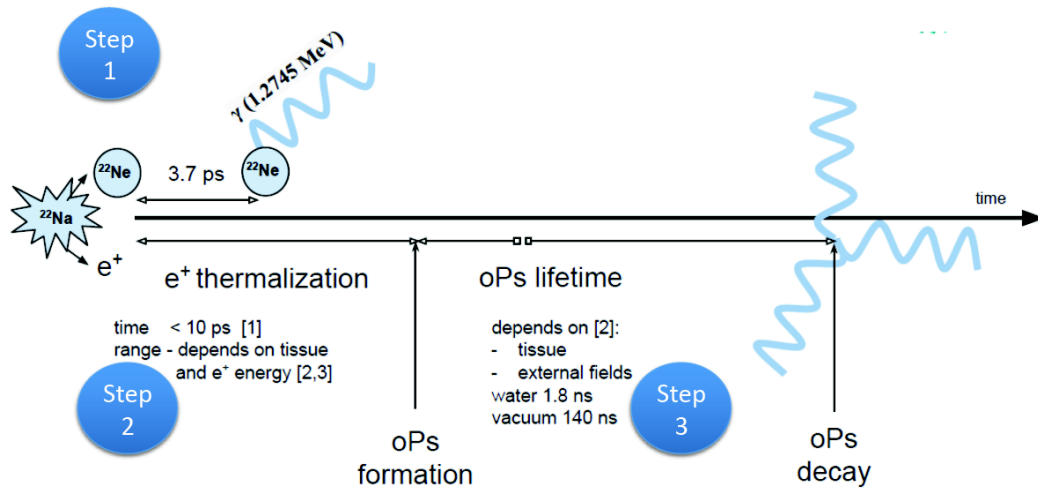 Step
1
γ (1.2745 MeV)
²²Ne
3.7 ps
²²Ne
²²Na
time
e⁺
e⁺ thermalization
oPs lifetime
time < 10 ps [1]
range - depends on tissue
and e⁺ energy [2,3]
depends on [2]:
- tissue
- external fields
water 1.8 ns
vacuum 140 ns
Step
2
Step
3
oPs
formation
oPs
decay